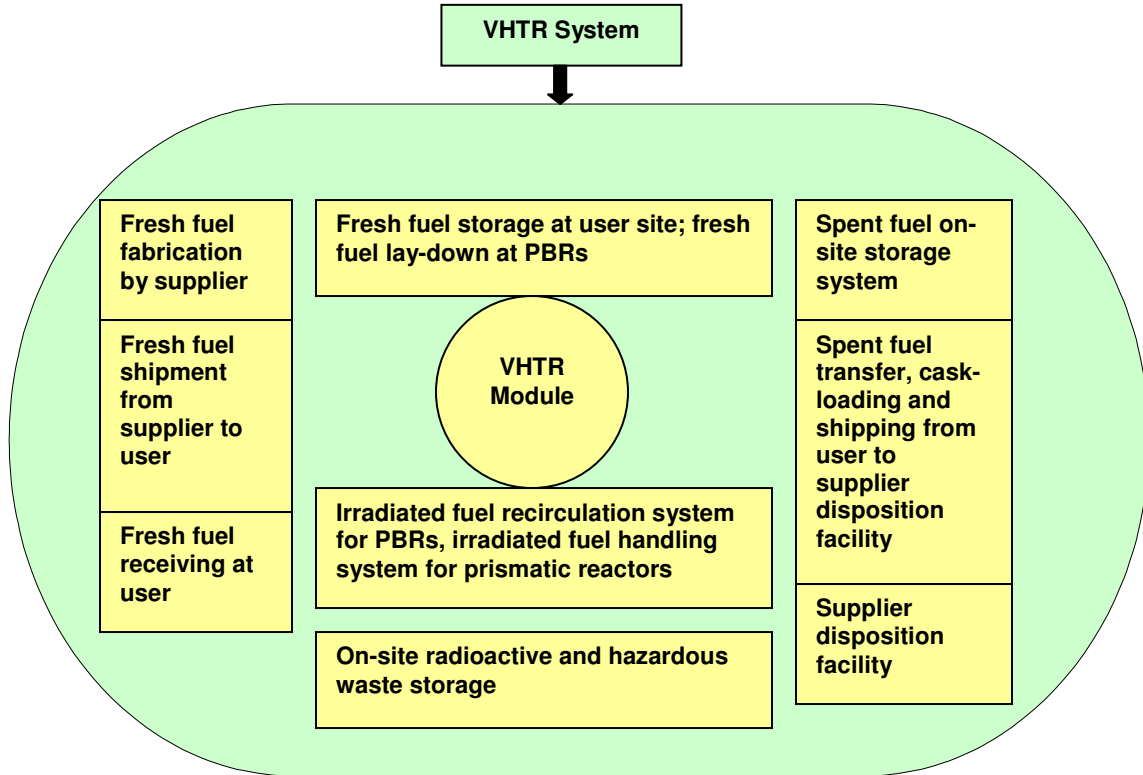 VHTR System
Fresh fuel
fabrication
by supplier
Fresh fuel
shipment
from
supplier to
user
Fresh fuel
receiving at
user
Fresh fuel storage at user site; fresh
fuel lay-down at PBRs
VHTR
Module
Irradiated fuel recirculation system
for PBRs, irradiated fuel handling
system for prismatic reactors
On-site radioactive and hazardous
waste storage
Spent fuel on-
site storage
system
Spent fuel
transfer, cask-
loading and
shipping from
user to
supplier
disposition
facility
Supplier
disposition
facility